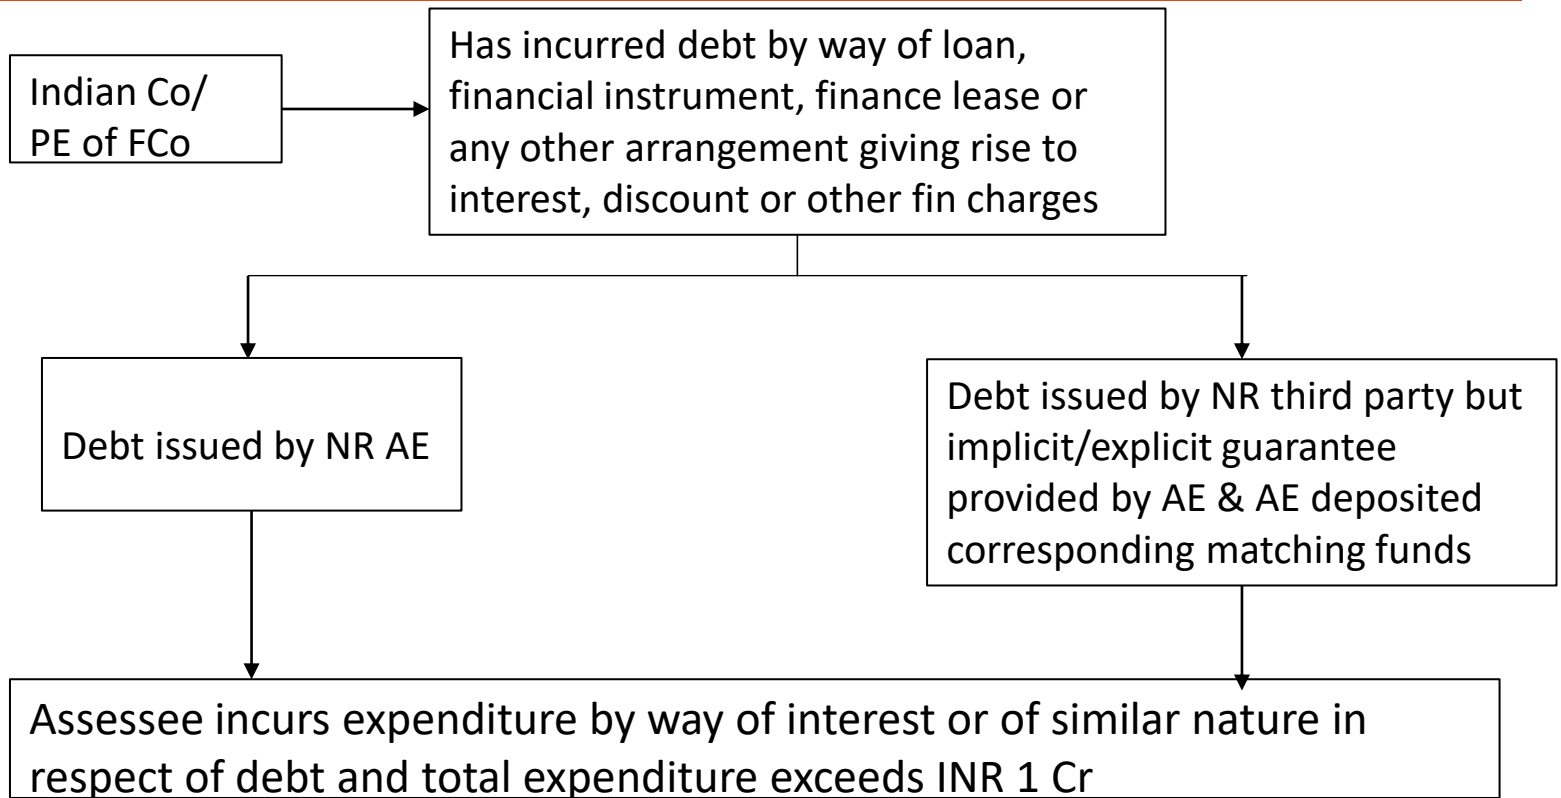 Indian Co/
PE of FCo
Has incurred debt by way of loan,
financial instrument, finance lease or
any other arrangement giving rise to
interest, discount or other fin charges
Debt issued by NR AE
Debt issued by NR third party but
implicit/explicit guarantee
provided by AE & AE deposited
corresponding matching funds
Assessee incurs expenditure by way of interest or of similar nature in
respect of debt and total expenditure exceeds INR 1 Cr